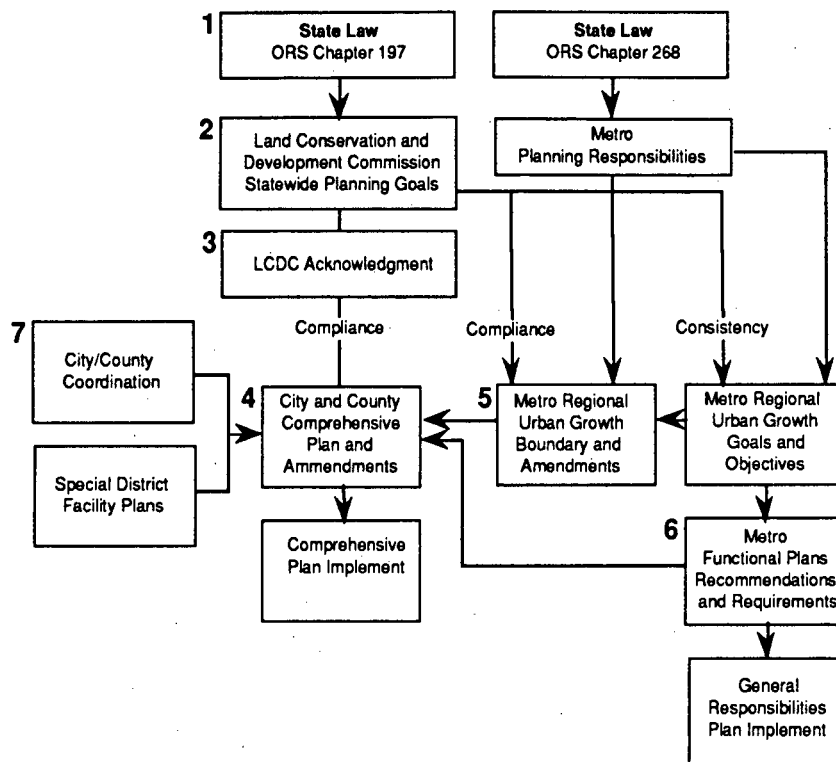 1
State Law
ORS Chapter 197
State Law
ORS Chapter 268
2
Land Conservation and
Development Commission
Statewide Planning Goals
Metro
Planning Responsibilities
3
LCDC Acknowledgment
Compliance
Compliance
Consistency
7
City/County
Coordination
Special District
Facility Plans
4
City and County
Comprehensive
Plan and
Ammendments
5
Metro Regional
Urban Growth
Boundary and
Amendments
Metro Regional
Urban Growth
Goals and
Objectives
Comprehensive
Plan Implement
6
Metro
Functional Plans
Recommendations
and Requirements
General
Responsibilities
Plan Implement